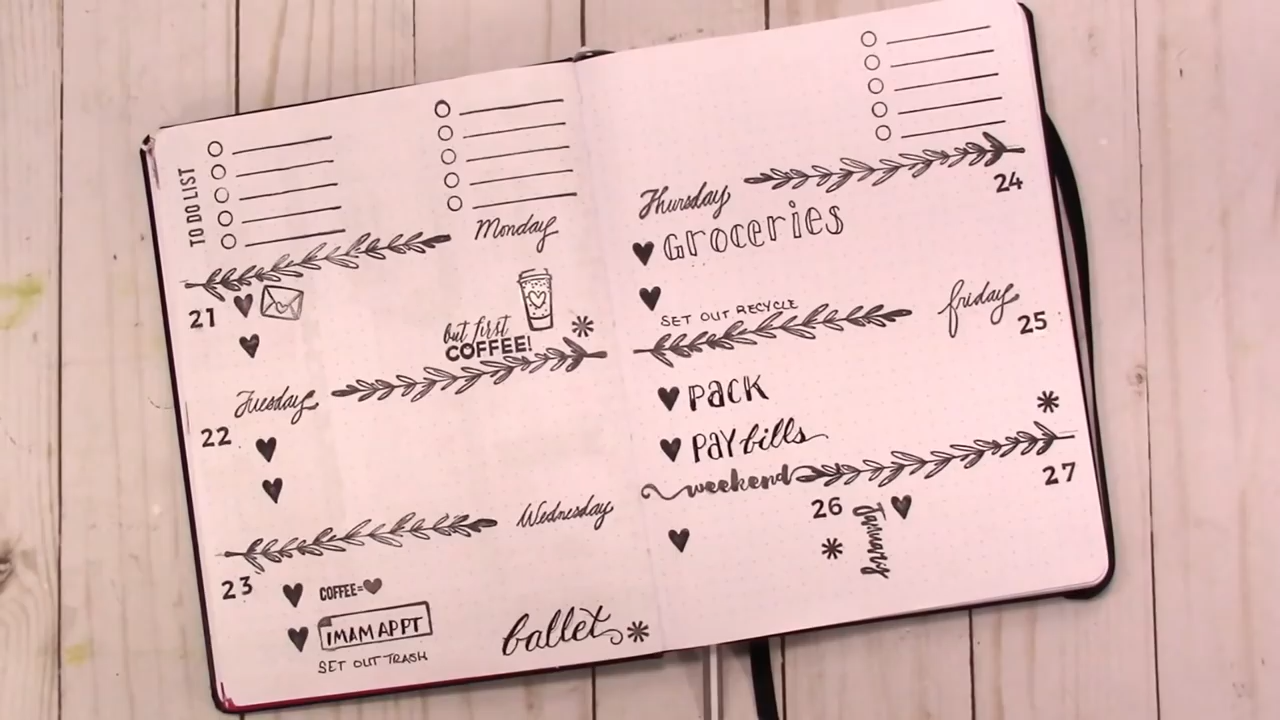 TO DO LIST
Monday
21
but first
COFFEE!
Tuesday
22
Wednesday
23
COFFEE=
IMAM APPT
SET OUT TRASH
ballet
Thursday
24
Groceries
SET OUT RECYCLE
friday
25
PACK
PAY bills
weekend
26
January
27